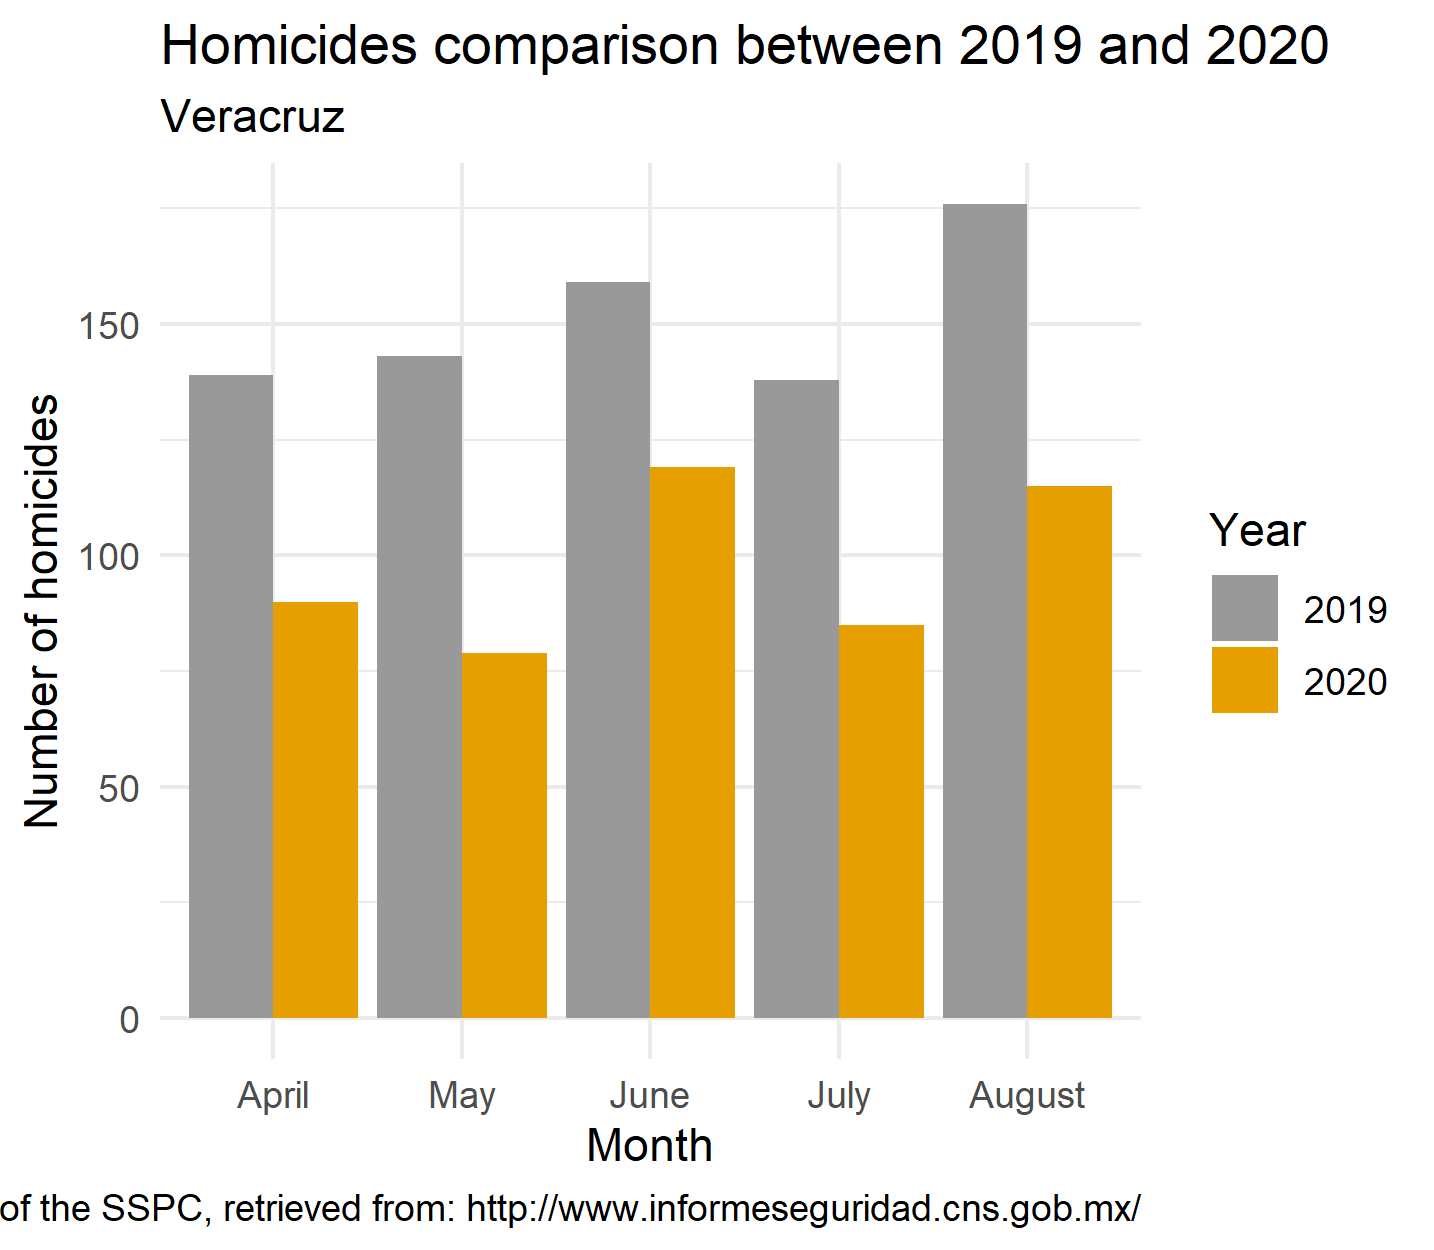 Homicides comparison between 2019 and 2020
Veracruz
Number of homicides
150
100
50
0
April May June July August
Month
Year
2019
2020
of the SSPC, retrieved from: http://www.informeseguridad.cns.gob.mx/